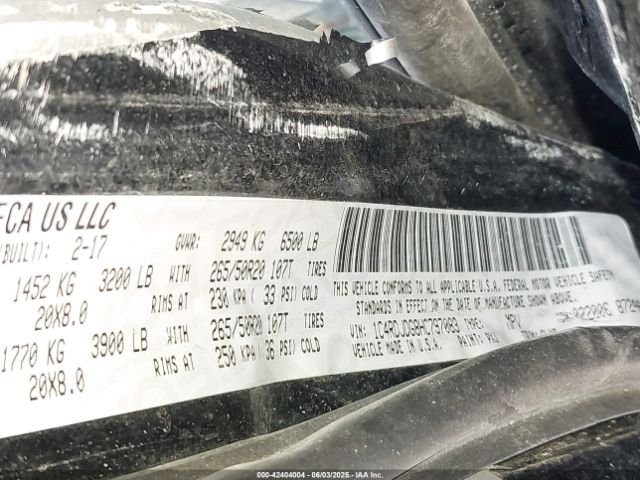 FCA US LLC
BUILT): 2-17 GVWR: 2949 KG 6500 LB
1452 KG 3200 LB WITH 265/50R20 107T TIRES
20X8.0 RIMS AT 230 KPA ( 33 PSI) COLD
1770 KG 3900 LB WITH 265/50R20 107T TIRES
20X8.0 RIMS AT 250 KPA ( 36 PSI) COLD
THIS VEHICLE CONFORMS TO ALL APPLICABLE U.S.A. FEDERAL MOTOR VEHICLE SAFETY
STANDARDS IN EFFECT ON THE DATE OF MANUFACTURE SHOWN ABOVE.
VIN: TYPE: MPV
MADE IN U.S.A. PAINT:
000-42404004 - 06/03/2025 - IAA Inc.